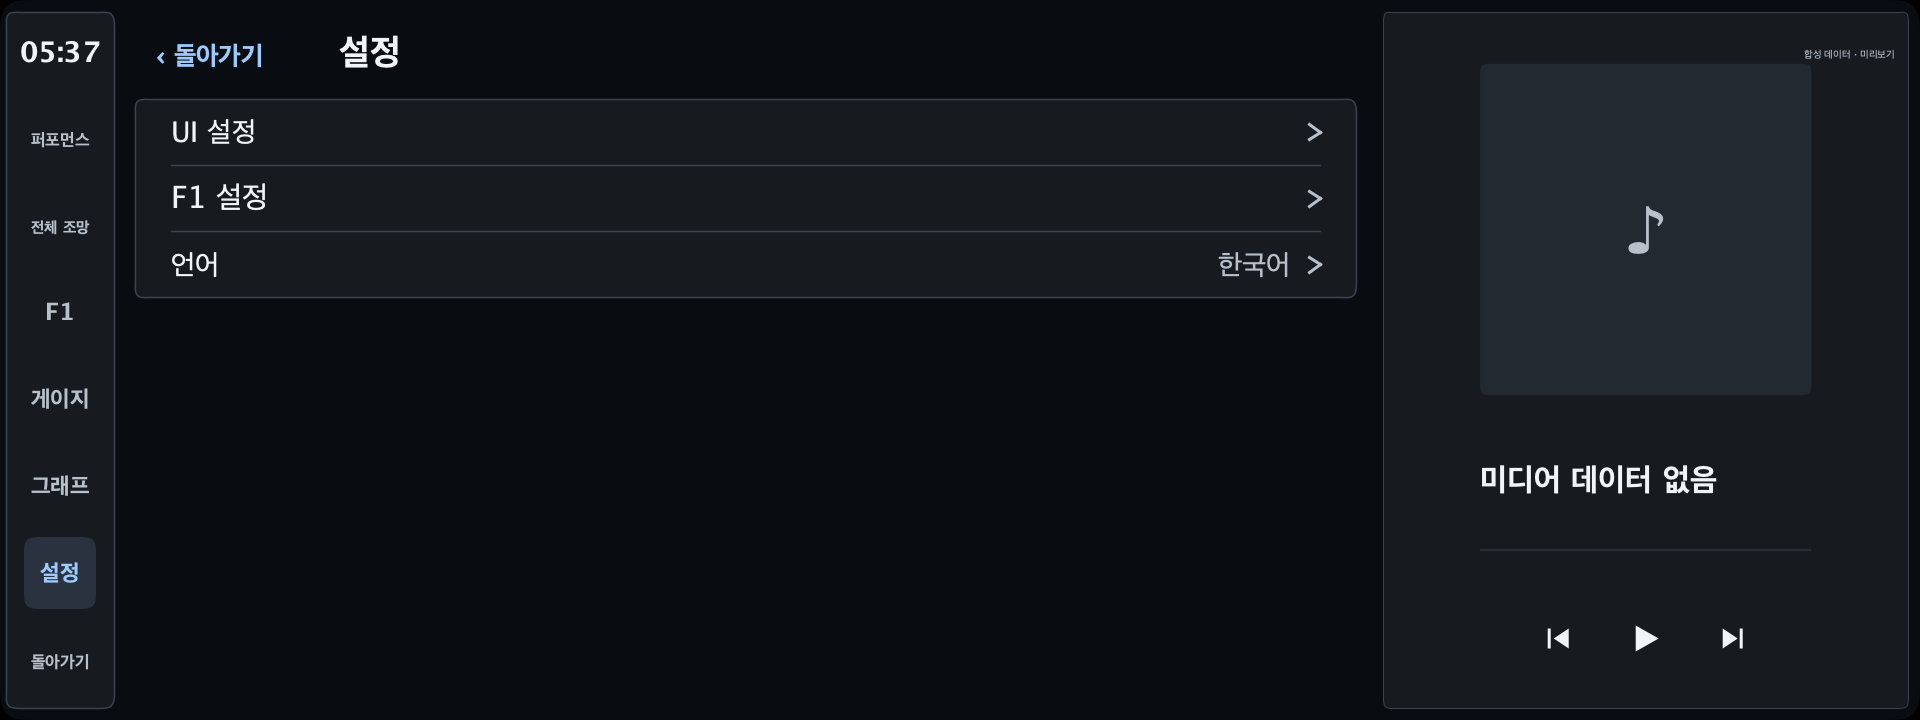 05:37
퍼포먼스
전체 조망
F1
게이지
그래프
설정
돌아가기
‹ 돌아가기
설정
UI 설정
F1 설정
언어 한국어
합성 데이터 · 미리보기
미디어 데이터 없음